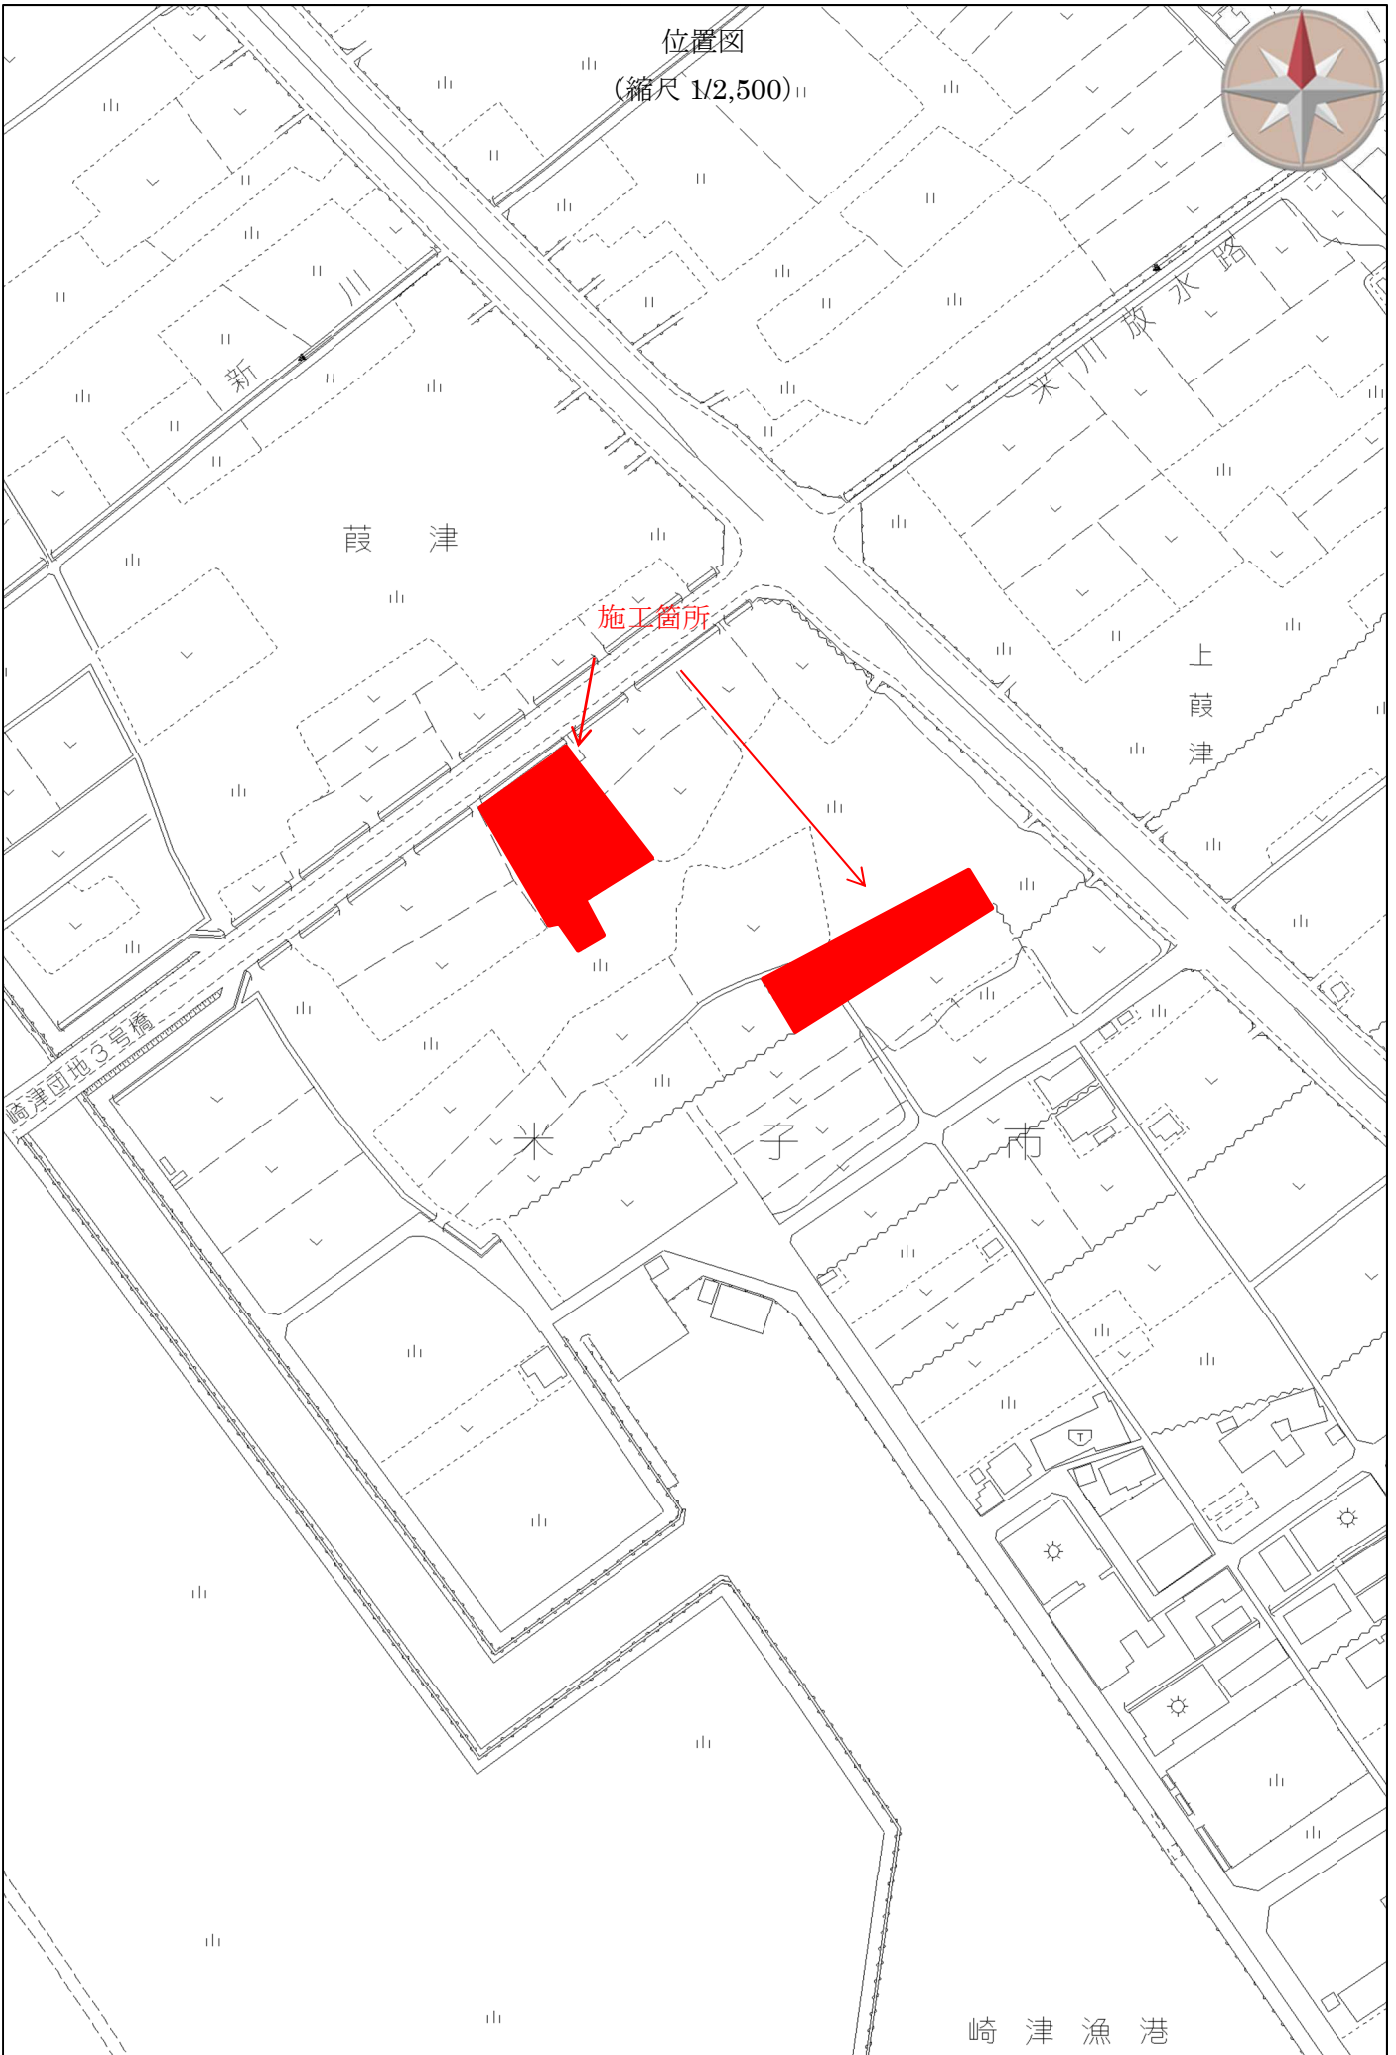 位置図
(縮尺 1/2,500)
新川
米川放水路
葭津
施工箇所
上葭津
崎津団地3号橋
米子市
崎津漁港